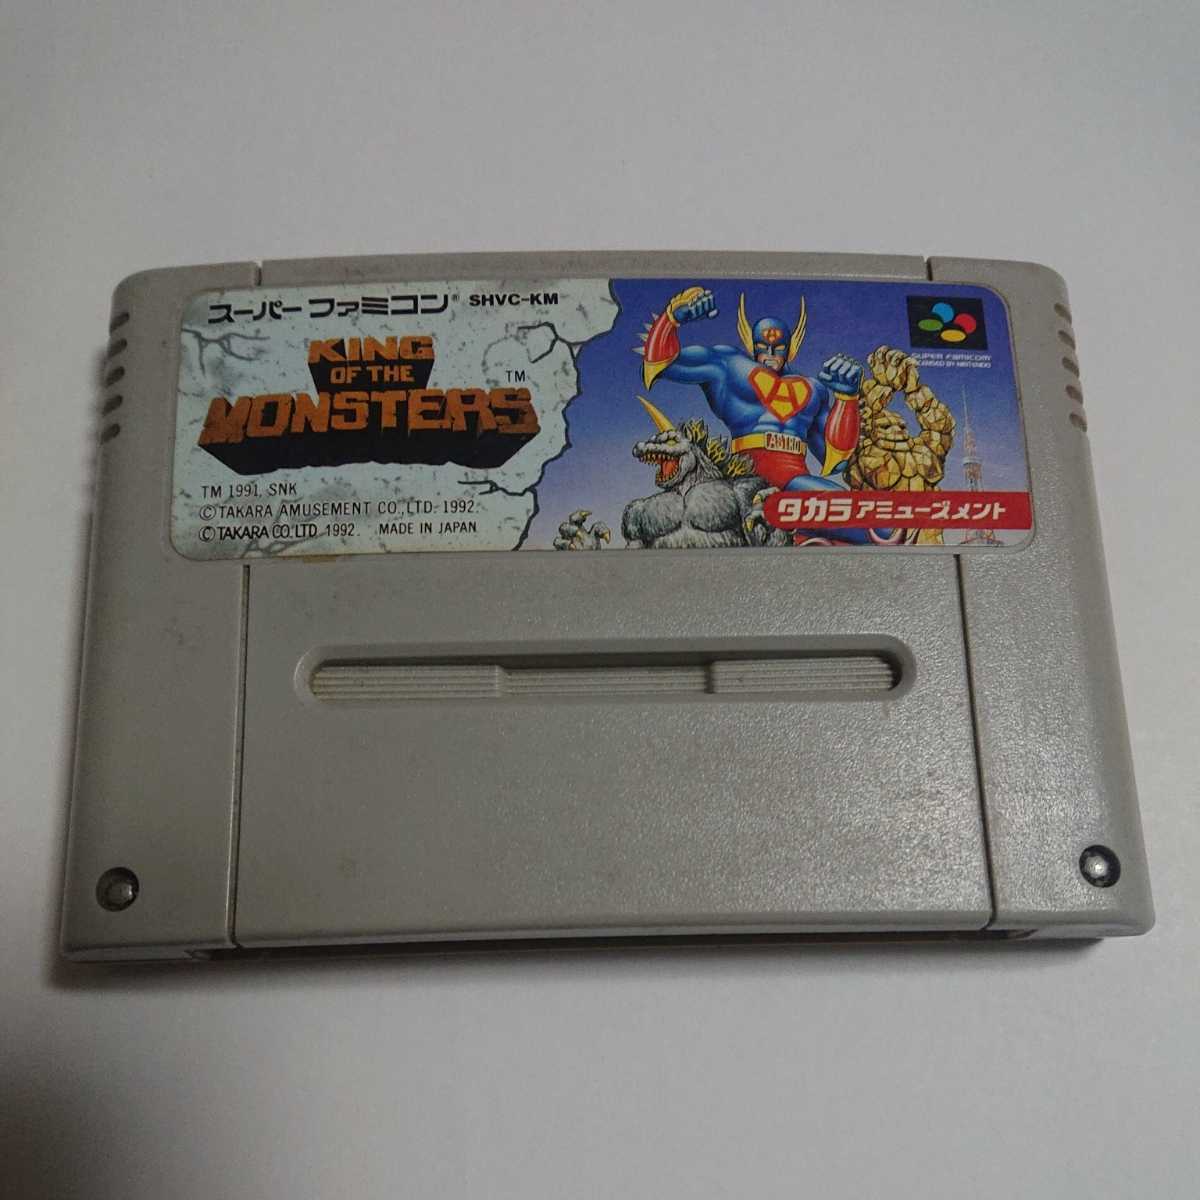 スーパーファミコン® SHVC-KM
KING
OF THE
MONSTERS™
TM 1991, SNK
©TAKARA AMUSEMENT CO.,LTD. 1992.
©TAKARA CO.,LTD. 1992. MADE IN JAPAN
A
A
ASTRO
SUPER FAMICOM
LICENSED BY NINTENDO
タカラ アミューズメント